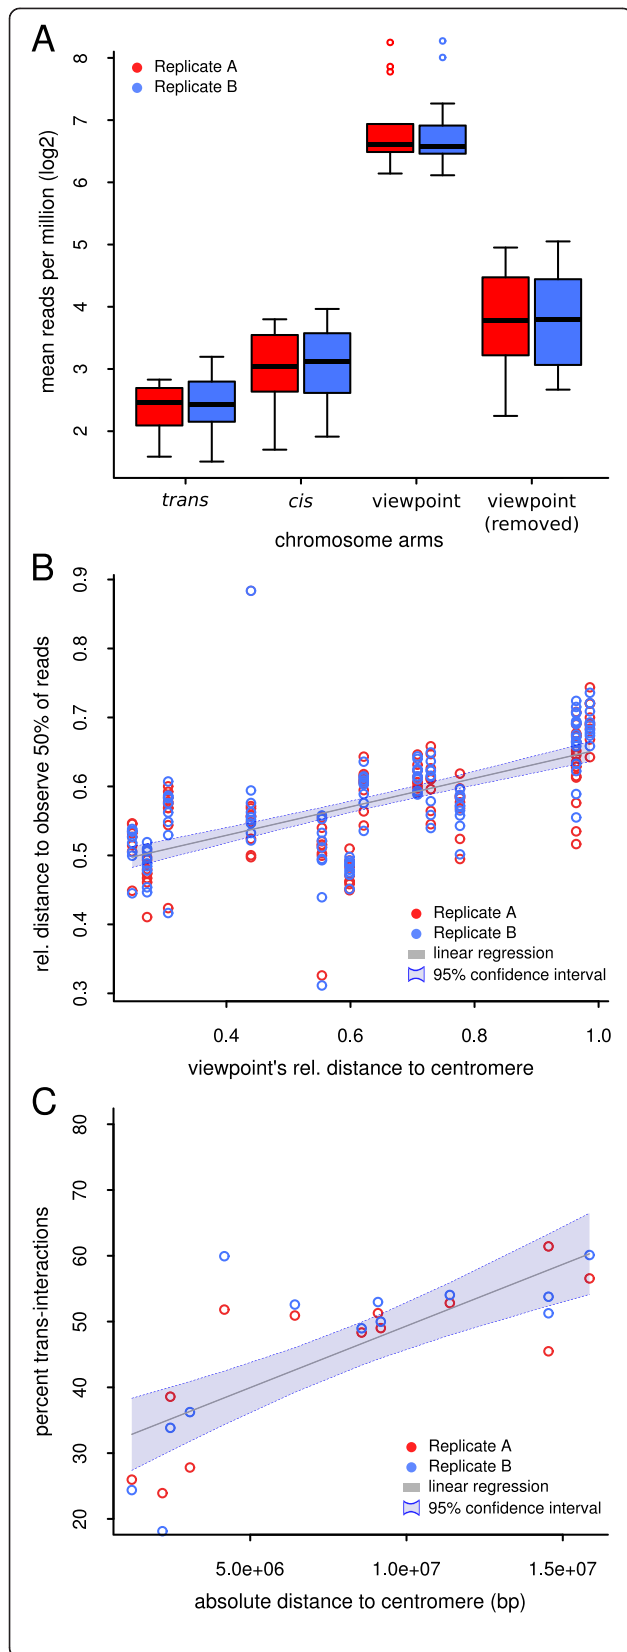 A
8
7
6
5
4
3
2
mean reads per million (log2)
Replicate A
Replicate B
trans
cis
viewpoint
viewpoint
(removed)
chromosome arms
B
0.9
0.8
0.7
0.6
0.5
0.4
0.3
rel. distance to observe 50% of reads
Replicate A
Replicate B
linear regression
95% confidence interval
0.4
0.6
0.8
1.0
viewpoint's rel. distance to centromere
C
80
70
60
50
40
30
20
percent trans-interactions
Replicate A
Replicate B
linear regression
95% confidence interval
5.0e+06
1.0e+07
1.5e+07
absolute distance to centromere (bp)